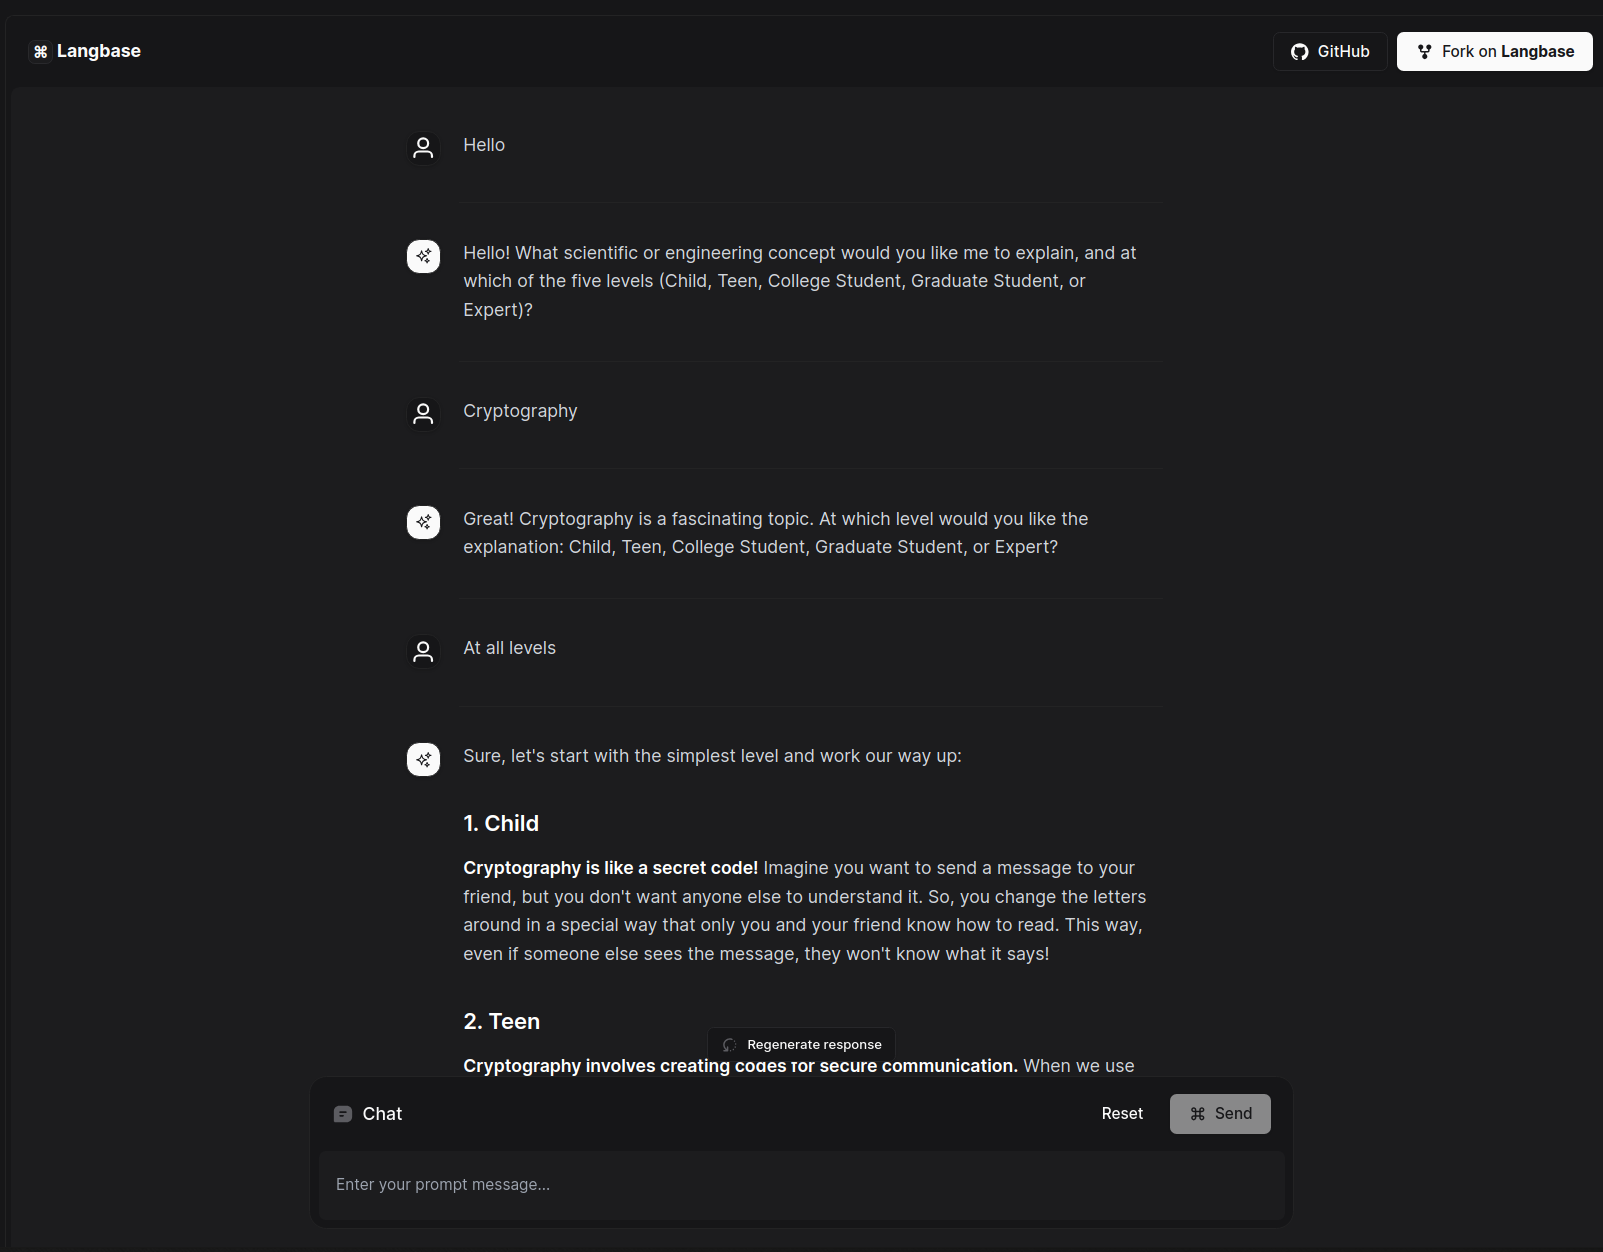 Langbase
GitHub
Fork on Langbase
Hello
Hello! What scientific or engineering concept would you like me to explain, and at
which of the five levels (Child, Teen, College Student, Graduate Student, or
Expert)?
Cryptography
Great! Cryptography is a fascinating topic. At which level would you like the
explanation: Child, Teen, College Student, Graduate Student, or Expert?
At all levels
Sure, let's start with the simplest level and work our way up:
1. Child
Cryptography is like a secret code! Imagine you want to send a message to your
friend, but you don't want anyone else to understand it. So, you change the letters
around in a special way that only you and your friend know how to read. This way,
even if someone else sees the message, they won't know what it says!
2. Teen
Regenerate response
Cryptography involves creating codes for secure communication. When we use
Chat
Reset
Send
Enter your prompt message...